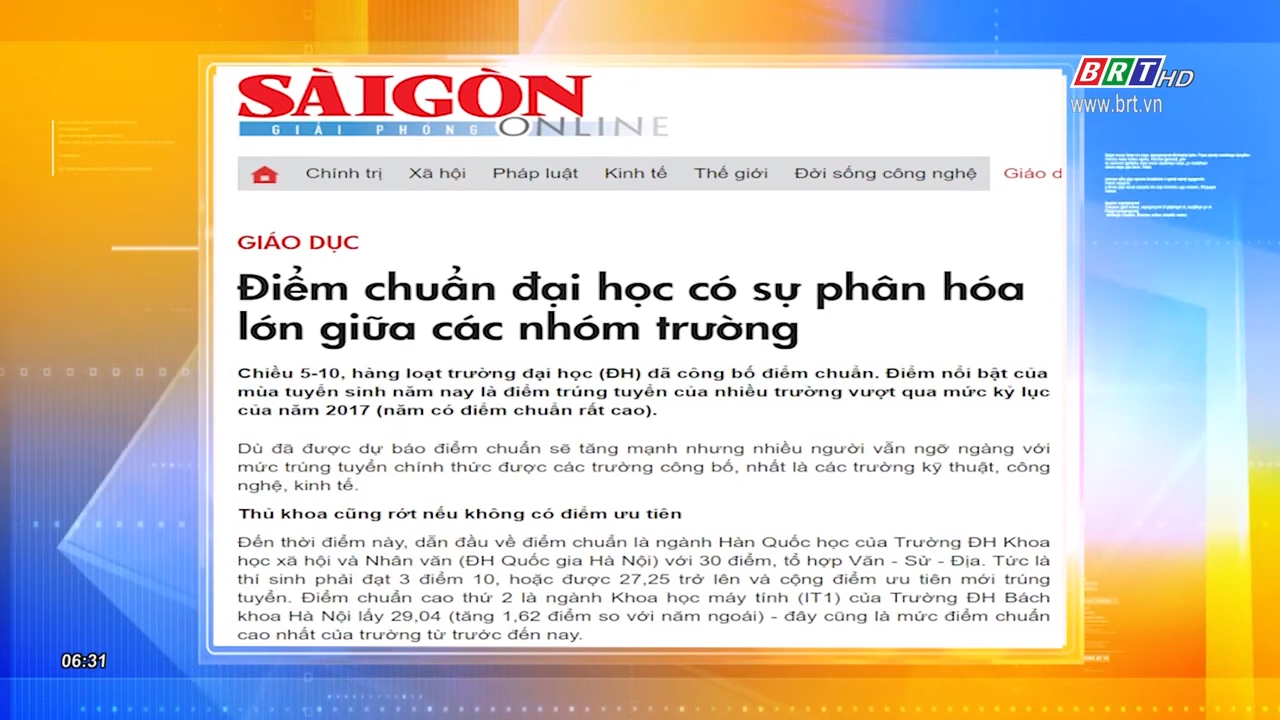 BRT HD
www.brt.vn
SÀI GÒN
GIẢI PHÓNG ONLINE
Chính trị Xã hội Pháp luật Kinh tế Thế giới Đời sống công nghệ Giáo d
GIÁO DỤC
Điểm chuẩn đại học có sự phân hóa
lớn giữa các nhóm trường
Chiều 5-10, hàng loạt trường đại học (ĐH) đã công bố điểm chuẩn. Điểm nổi bật của
mùa tuyển sinh năm nay là điểm trúng tuyển của nhiều trường vượt qua mức kỷ lục
của năm 2017 (năm có điểm chuẩn rất cao).
Dù đã được dự báo điểm chuẩn sẽ tăng mạnh nhưng nhiều người vẫn ngỡ ngàng với
mức trúng tuyển chính thức được các trường công bố, nhất là các trường kỹ thuật, công
nghệ, kinh tế.
Thủ khoa cũng rớt nếu không có điểm ưu tiên
Đến thời điểm này, dẫn đầu về điểm chuẩn là ngành Hàn Quốc học của Trường ĐH Khoa
học xã hội và Nhân văn (ĐH Quốc gia Hà Nội) với 30 điểm, tổ hợp Văn - Sử - Địa. Tức là
thí sinh phải đạt 3 điểm 10, hoặc được 27,25 trở lên và cộng điểm ưu tiên mới trúng
tuyển. Điểm chuẩn cao thứ 2 là ngành Khoa học máy tính (IT1) của Trường ĐH Bách
khoa Hà Nội lấy 29,04 (tăng 1,62 điểm so với năm ngoái) - đây cũng là mức điểm chuẩn
cao nhất của trường từ trước đến nay.
06:31